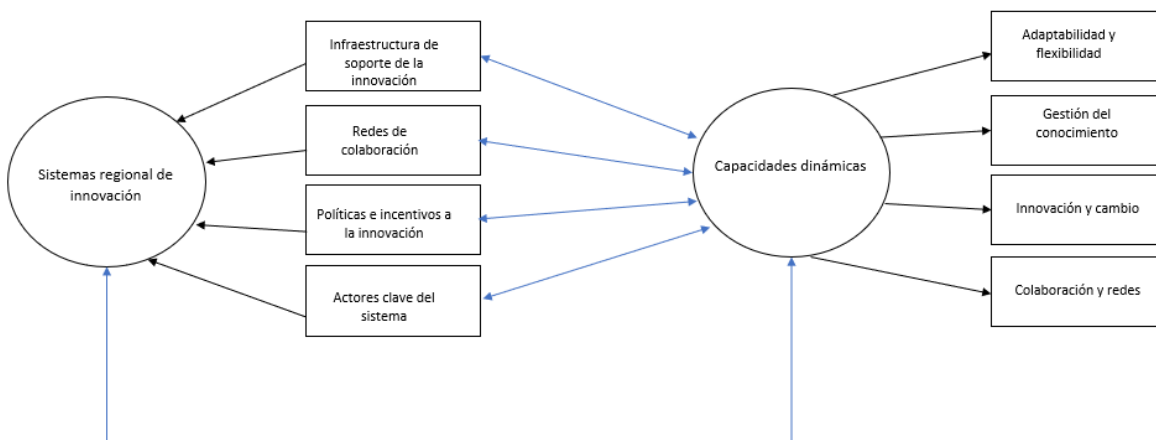 Sistemas regional de
innovación
Infraestructura de
soporte de la
innovación
Redes de
colaboración
Políticas e incentivos a
la innovación
Actores clave del
sistema
Capacidades dinámicas
Adaptabilidad y
flexibilidad
Gestión del
conocimiento
Innovación y cambio
Colaboración y redes